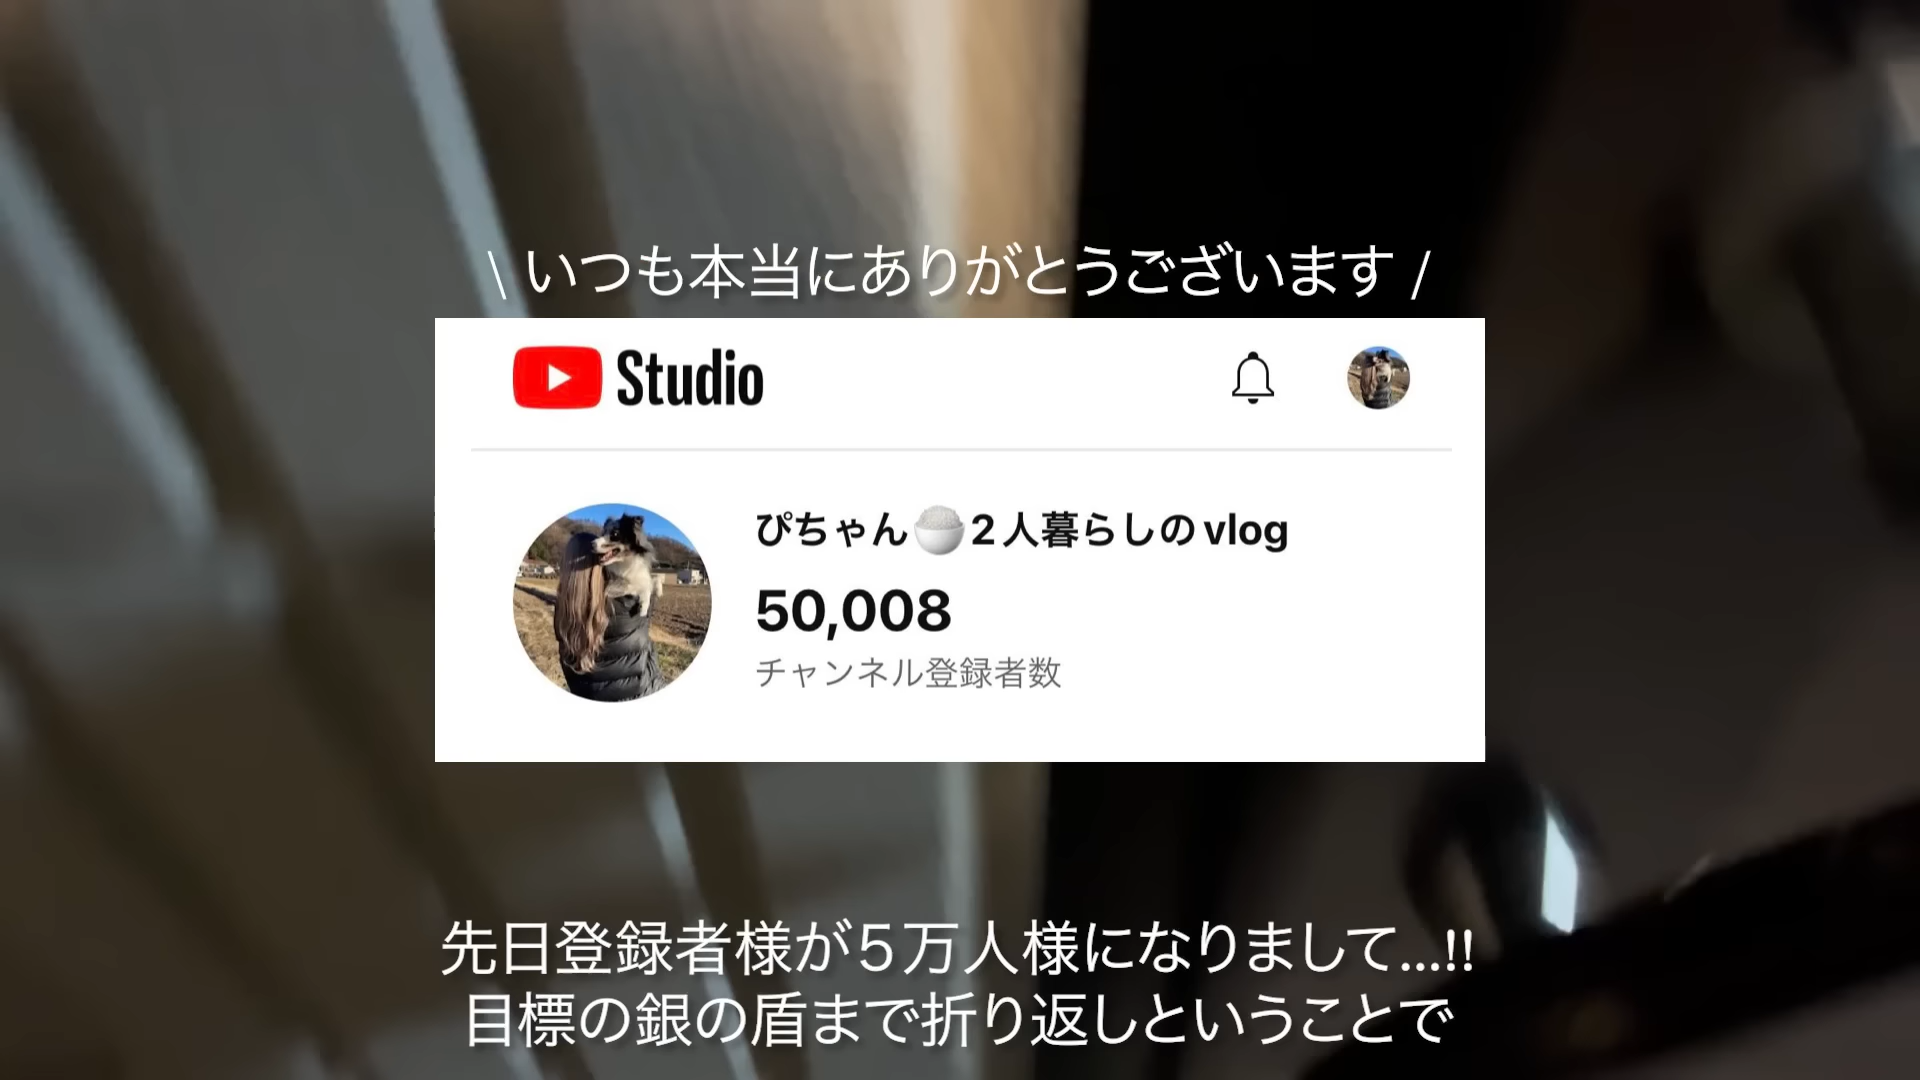 \ いつも本当にありがとうございます /
Studio
ぴちゃん🍚2人暮らしのvlog
50,008
チャンネル登録者数
先日登録者様が5万人様になりまして...!!
目標の銀の盾まで折り返しということで